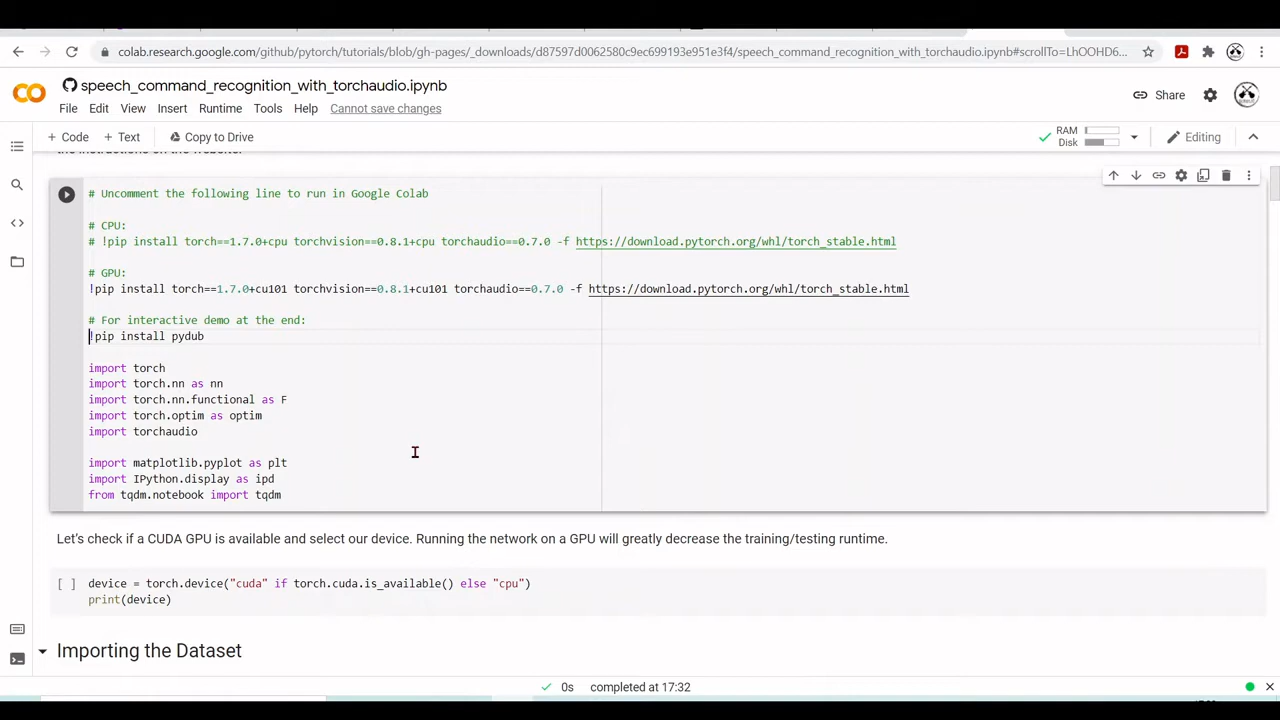 colab.research.google.com/github/pytorch/tutorials/blob/gh-pages/_downloads/d87597d0062580c9ec699193e951e3f4/speech_command_recognition_with_torchaudio.ipynb#scrollTo=LhOOHD6...
speech_command_recognition_with_torchaudio.ipynb
Share
File Edit View Insert Runtime Tools Help Cannot save changes
+ Code + Text Copy to Drive
RAM
Disk
Editing
the instructions on the website.
# Uncomment the following line to run in Google Colab
# CPU:
# !pip install torch==1.7.0+cpu torchvision==0.8.1+cpu torchaudio==0.7.0 -f https://download.pytorch.org/whl/torch_stable.html
# GPU:
!pip install torch==1.7.0+cu101 torchvision==0.8.1+cu101 torchaudio==0.7.0 -f https://download.pytorch.org/whl/torch_stable.html
# For interactive demo at the end:
!pip install pydub
import torch
import torch.nn as nn
import torch.nn.functional as F
import torch.optim as optim
import torchaudio
import matplotlib.pyplot as plt
import IPython.display as ipd
from tqdm.notebook import tqdm
Let's check if a CUDA GPU is available and select our device. Running the network on a GPU will greatly decrease the training/testing runtime.
[ ] device = torch.device("cuda" if torch.cuda.is_available() else "cpu")
print(device)
Importing the Dataset
0s completed at 17:32